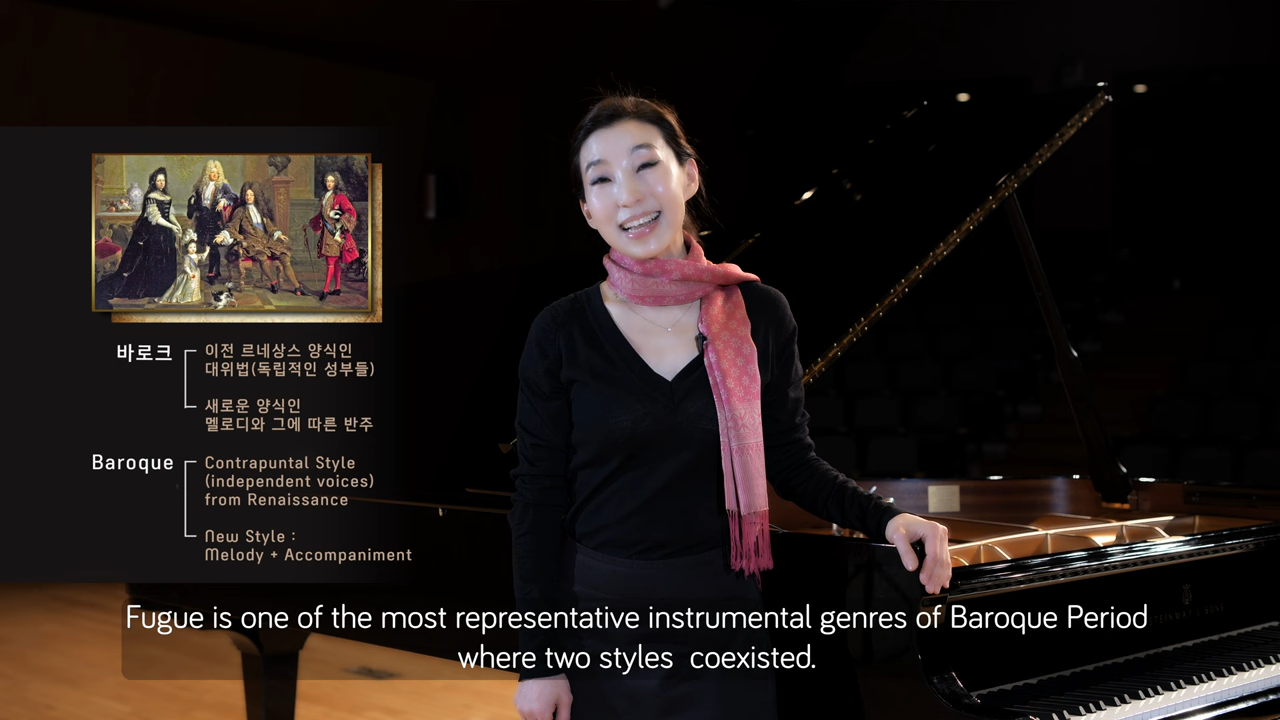 바로크
이전 르네상스 양식인
대위법(독립적인 성부들)
새로운 양식인
멜로디와 그에 따른 반주
Baroque
Contrapuntal Style
(independent voices)
from Renaissance
New Style :
Melody + Accompaniment
Fugue is one of the most representative instrumental genres of Baroque Period
where two styles coexisted.